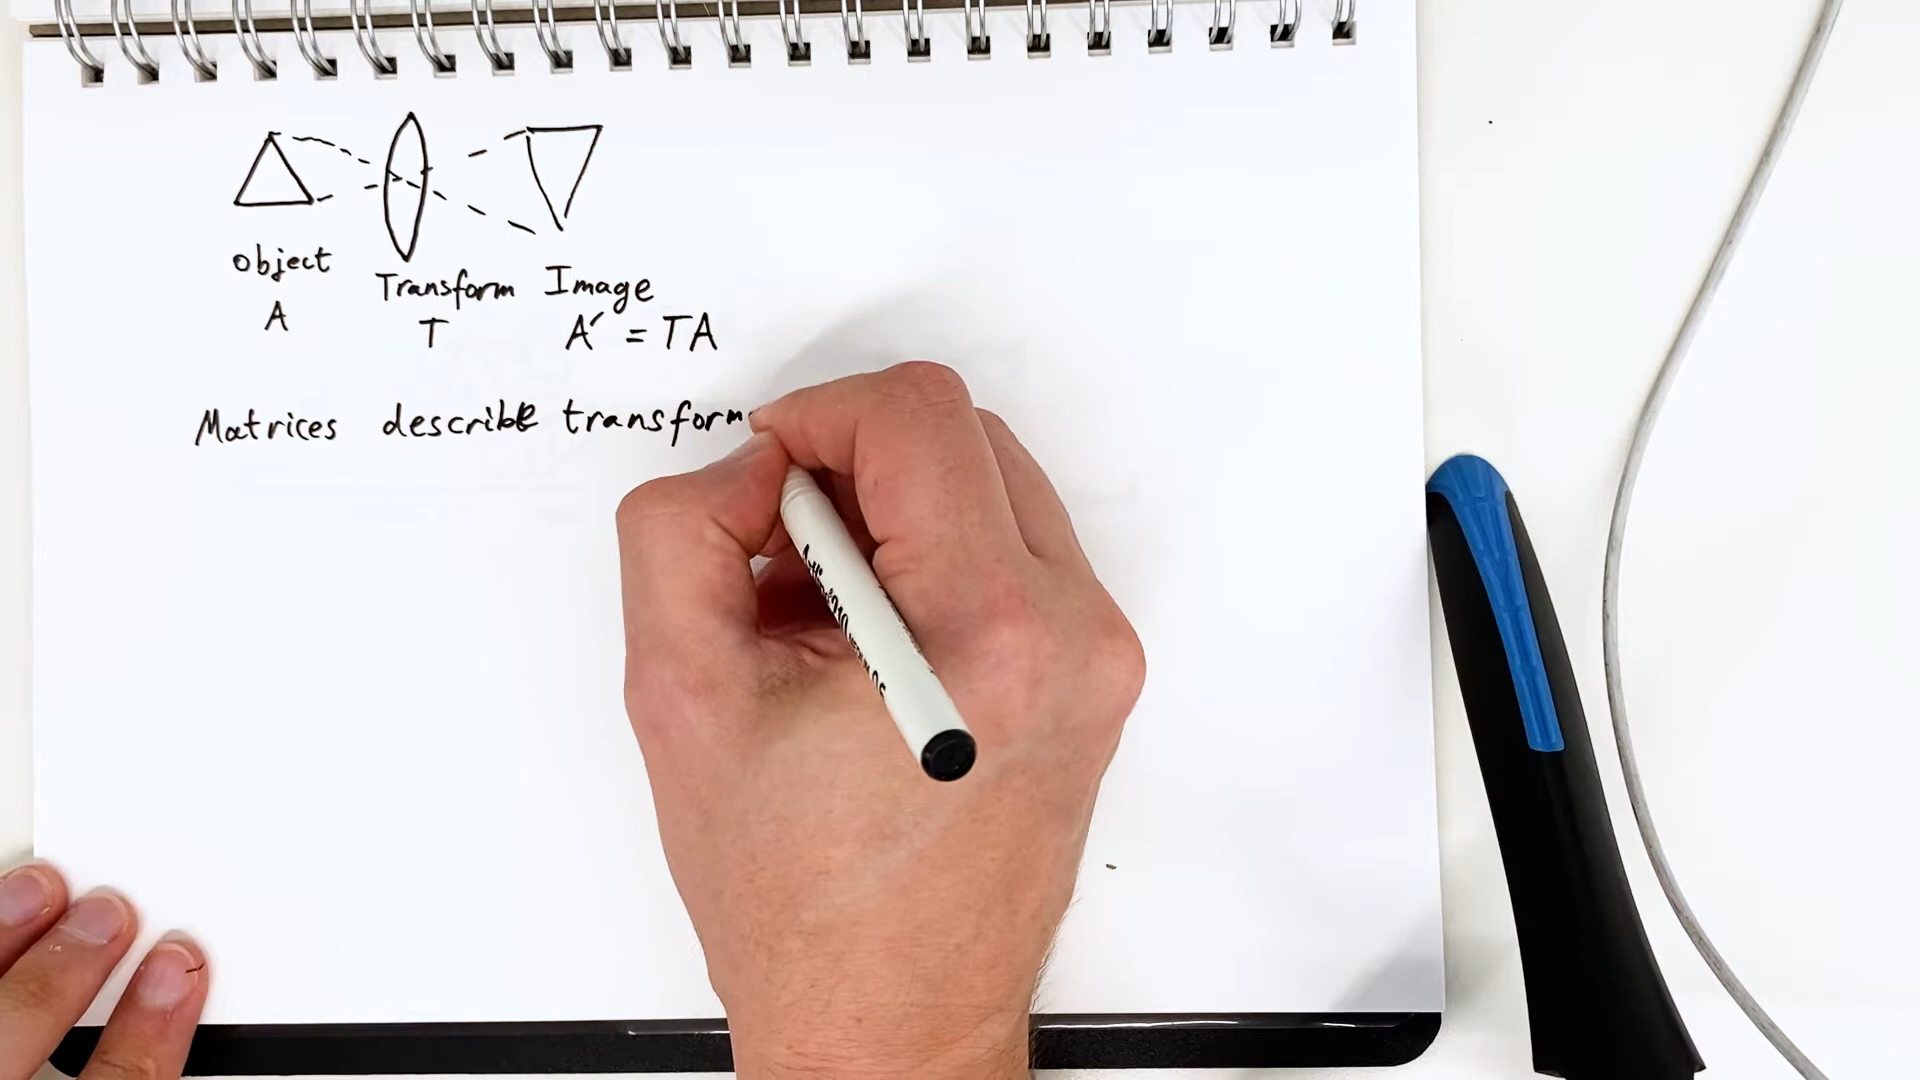 object
Transform Image
A T A′ = TA
Matrices describe transform